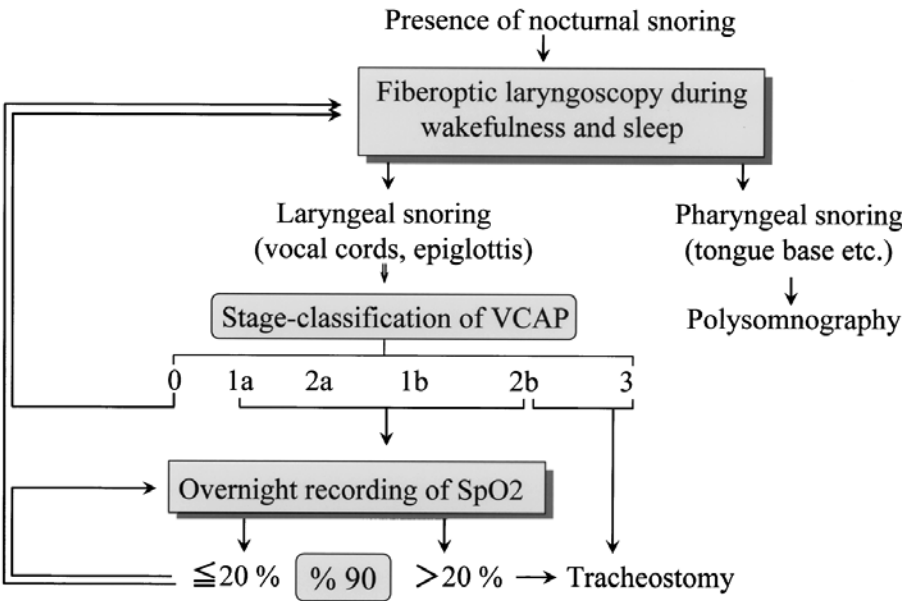 Presence of nocturnal snoring
Fiberoptic laryngoscopy during
wakefulness and sleep
Laryngeal snoring
(vocal cords, epiglottis)
Pharyngeal snoring
(tongue base etc.)
Polysomnography
Stage-classification of VCAP
0 1a 2a 1b 2b 3
Overnight recording of SpO2
≦20 % % 90 >20 % Tracheostomy